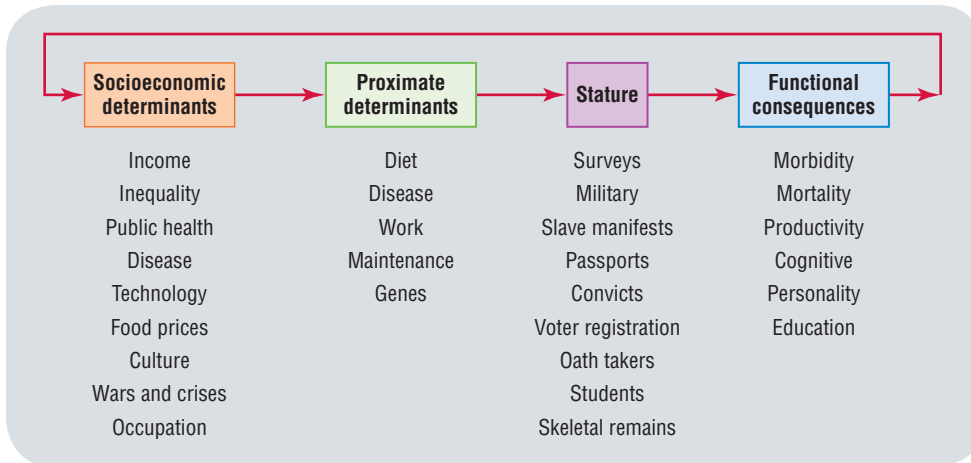 Socioeconomic
determinants
Proximate
determinants
Stature
Functional
consequences
Income
Inequality
Public health
Disease
Technology
Food prices
Culture
Wars and crises
Occupation
Diet
Disease
Work
Maintenance
Genes
Surveys
Military
Slave manifests
Passports
Convicts
Voter registration
Oath takers
Students
Skeletal remains
Morbidity
Mortality
Productivity
Cognitive
Personality
Education